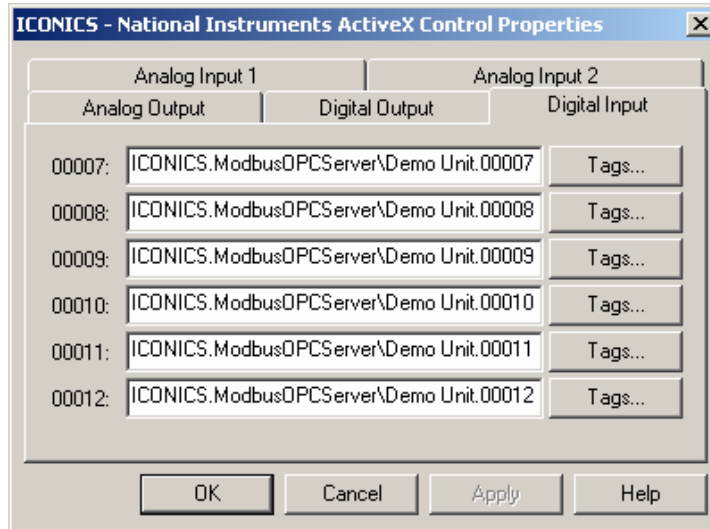 ICONICS - National Instruments ActiveX Control Properties
Analog Input 1 Analog Input 2
Analog Output Digital Output Digital Input
00007: ICONICS.ModbusOPCServer\Demo Unit.00007 Tags...
00008: ICONICS.ModbusOPCServer\Demo Unit.00008 Tags...
00009: ICONICS.ModbusOPCServer\Demo Unit.00009 Tags...
00010: ICONICS.ModbusOPCServer\Demo Unit.00010 Tags...
00011: ICONICS.ModbusOPCServer\Demo Unit.00011 Tags...
00012: ICONICS.ModbusOPCServer\Demo Unit.00012 Tags...
OK Cancel Apply Help